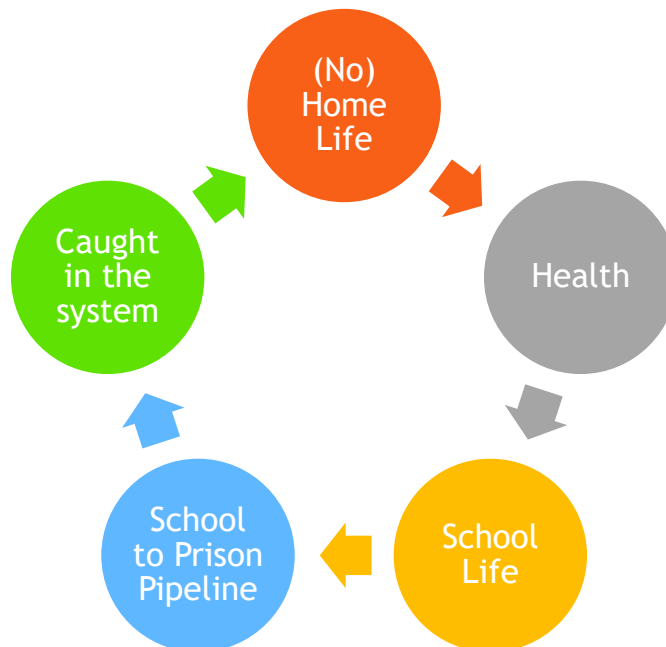 (No)
Home
Life
Health
School
Life
School
to Prison
Pipeline
Caught
in the
system